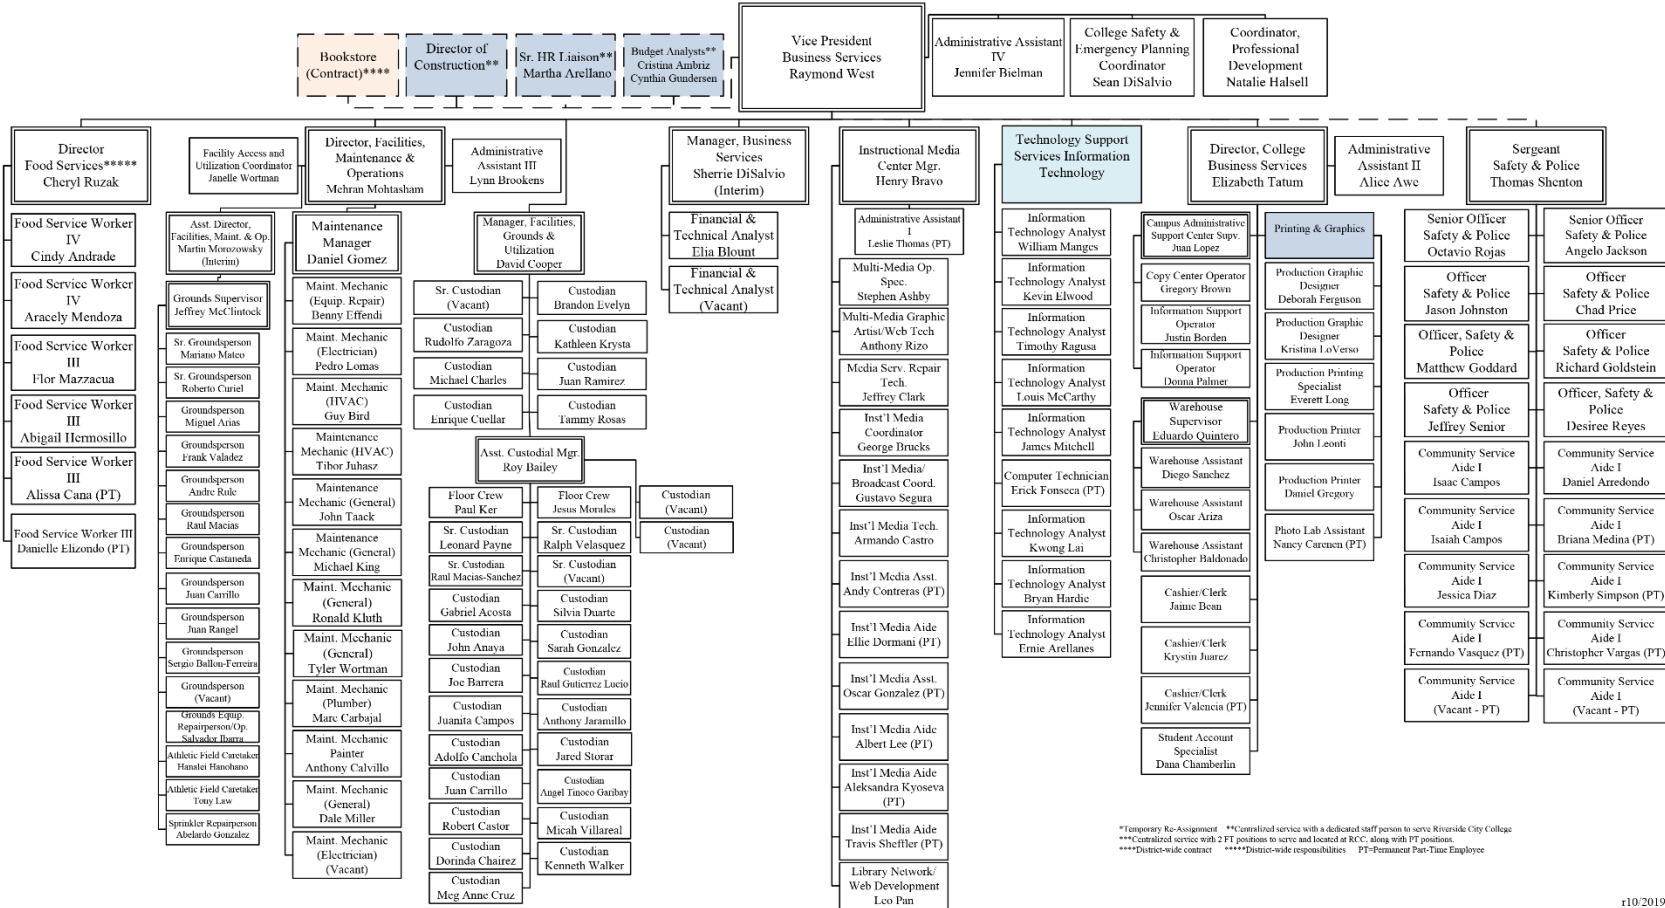 Bookstore
(Contract)****
Director of
Construction**
Sr. HR Liaison**
Martha Arellano
Budget Analysts**
Cristina Ambriz
Cynthia Gundersen
Vice President
Business Services
Raymond West
Administrative Assistant
IV
Jennifer Bielman
College Safety &
Emergency Planning
Coordinator
Sean DiSalvio
Coordinator,
Professional
Development
Natalie Halsell
Director
Food Services*****
Cheryl Ruzak
Facility Access and
Utilization Coordinator
Janelle Wortman
Director, Facilities,
Maintenance &
Operations
Mehran Mohtasham
Administrative
Assistant III
Lynn Brookens
Manager, Business
Services
Sherrie DiSalvio
(Interim)
Instructional Media
Center Mgr.
Henry Bravo
Technology Support
Services Information
Technology
Director, College
Business Services
Elizabeth Tatum
Administrative
Assistant II
Alice Awe
Sergeant
Safety & Police
Thomas Shenton
Food Service Worker
IV
Cindy Andrade
Food Service Worker
IV
Aracely Mendoza
Food Service Worker
III
Flor Mazzacua
Food Service Worker
III
Abigail Hermosillo
Food Service Worker
III
Alissa Cana (PT)
Food Service Worker III
Danielle Elizondo (PT)
Asst. Director,
Facilities, Maint. & Op.
Martin Morozowsky
(Interim)
Grounds Supervisor
Jeffrey McClintock
Sr. Groundsperson
Mariano Mateo
Sr. Groundsperson
Roberto Curiel
Groundsperson
Miguel Arias
Groundsperson
Frank Valadez
Groundsperson
Andre Rule
Groundsperson
Raul Macias
Groundsperson
Enrique Castaneda
Groundsperson
Juan Carrillo
Groundsperson
Juan Rangel
Groundsperson
Sergio Ballon-Ferreira
Groundsperson
(Vacant)
Grounds Equip.
Repairperson/Op.
Salvador Ibarra
Athletic Field Caretaker
Hanalei Hanohano
Athletic Field Caretaker
Tony Law
Sprinkler Repairperson
Abelardo Gonzalez
Maintenance
Manager
Daniel Gomez
Maint. Mechanic
(Equip. Repair)
Benny Effendi
Maint. Mechanic
(Electrician)
Pedro Lomas
Maint. Mechanic
(HVAC)
Guy Bird
Maintenance
Mechanic (HVAC)
Tibor Juhasz
Maintenance
Mechanic (General)
John Taack
Maintenance
Mechanic (General)
Michael King
Maint. Mechanic
(General)
Ronald Kluth
Maint. Mechanic
(General)
Tyler Wortman
Maint. Mechanic
(Plumber)
Marc Carbajal
Maint. Mechanic
Painter
Anthony Calvillo
Maint. Mechanic
(General)
Dale Miller
Maint. Mechanic
(Electrician)
(Vacant)
Manager, Facilities,
Grounds &
Utilization
David Cooper
Sr. Custodian
(Vacant)
Custodian
Brandon Evelyn
Custodian
Rudolfo Zaragoza
Custodian
Kathleen Krysta
Custodian
Michael Charles
Custodian
Juan Ramirez
Custodian
Enrique Cuellar
Custodian
Tammy Rosas
Asst. Custodial Mgr.
Roy Bailey
Floor Crew
Paul Ker
Floor Crew
Jesus Morales
Custodian
(Vacant)
Sr. Custodian
Leonard Payne
Sr. Custodian
Ralph Velasquez
Custodian
(Vacant)
Sr. Custodian
Raul Macias-Sanchez
Sr. Custodian
(Vacant)
Custodian
Gabriel Acosta
Custodian
Silvia Duarte
Custodian
John Anaya
Custodian
Sarah Gonzalez
Custodian
Joe Barrera
Custodian
Raul Gutierrez Lucio
Custodian
Juanita Campos
Custodian
Anthony Jaramillo
Custodian
Adolfo Canchola
Custodian
Jared Storar
Custodian
Juan Carrillo
Custodian
Angel Tinoco Garibay
Custodian
Robert Castor
Custodian
Micah Villareal
Custodian
Dorinda Chairez
Custodian
Kenneth Walker
Custodian
Meg Anne Cruz
Financial &
Technical Analyst
Elia Blount
Financial &
Technical Analyst
(Vacant)
Administrative Assistant
I
Leslie Thomas (PT)
Multi-Media Op.
Spec.
Stephen Ashby
Multi-Media Graphic
Artist/Web Tech
Anthony Rizo
Media Serv. Repair
Tech.
Jeffrey Clark
Inst'l Media
Coordinator
George Brucks
Inst'l Media/
Broadcast Coord.
Gustavo Segura
Inst'l Media Tech.
Armando Castro
Inst'l Media Asst.
Andy Contreras (PT)
Inst'l Media Aide
Ellie Dormani (PT)
Inst'l Media Asst.
Oscar Gonzalez (PT)
Inst'l Media Aide
Albert Lee (PT)
Inst'l Media Aide
Aleksandra Kyoseva
(PT)
Inst'l Media Aide
Travis Sheffler (PT)
Library Network/
Web Development
Leo Pan
Information
Technology Analyst
William Manges
Information
Technology Analyst
Kevin Elwood
Information
Technology Analyst
Timothy Ragusa
Information
Technology Analyst
Louis McCarthy
Information
Technology Analyst
James Mitchell
Computer Technician
Erick Fonseca (PT)
Information
Technology Analyst
Kwong Lai
Information
Technology Analyst
Bryan Hardie
Information
Technology Analyst
Ernie Arellanes
Campus Administrative
Support Center Supv.
Juan Lopez
Copy Center Operator
Gregory Brown
Information Support
Operator
Justin Borden
Information Support
Operator
Donna Palmer
Warehouse
Supervisor
Eduardo Quintero
Warehouse Assistant
Diego Sanchez
Warehouse Assistant
Oscar Ariza
Warehouse Assistant
Christopher Baldonado
Cashier/Clerk
Jaime Bean
Cashier/Clerk
Krystin Juarez
Cashier/Clerk
Jennifer Valencia (PT)
Student Account
Specialist
Dana Chamberlin
Printing & Graphics
Production Graphic
Designer
Deborah Ferguson
Production Graphic
Designer
Kristina LoVerso
Production Printing
Specialist
Everett Long
Production Printer
John Leonti
Production Printer
Daniel Gregory
Photo Lab Assistant
Nancy Carenen (PT)
Senior Officer
Safety & Police
Octavio Rojas
Senior Officer
Safety & Police
Angelo Jackson
Officer
Safety & Police
Jason Johnston
Officer
Safety & Police
Chad Price
Officer, Safety &
Police
Matthew Goddard
Officer
Safety & Police
Richard Goldstein
Officer
Safety & Police
Jeffrey Senior
Officer, Safety &
Police
Desiree Reyes
Community Service
Aide I
Isaac Campos
Community Service
Aide I
Daniel Arredondo
Community Service
Aide I
Isaiah Campos
Community Service
Aide I
Briana Medina (PT)
Community Service
Aide I
Jessica Diaz
Community Service
Aide I
Kimberly Simpson (PT)
Community Service
Aide I
Fernando Vasquez (PT)
Community Service
Aide I
Christopher Vargas (PT)
Community Service
Aide I
(Vacant - PT)
Community Service
Aide I
(Vacant - PT)
*Temporary Re-Assignment **Centralized service with a dedicated staff person to serve Riverside City College
***Centralized service with 2 FT positions to serve and located at RCC, along with PT positions.
****District-wide contract *****District-wide responsibilities PT=Permanent Part-Time Employee
r10/2019